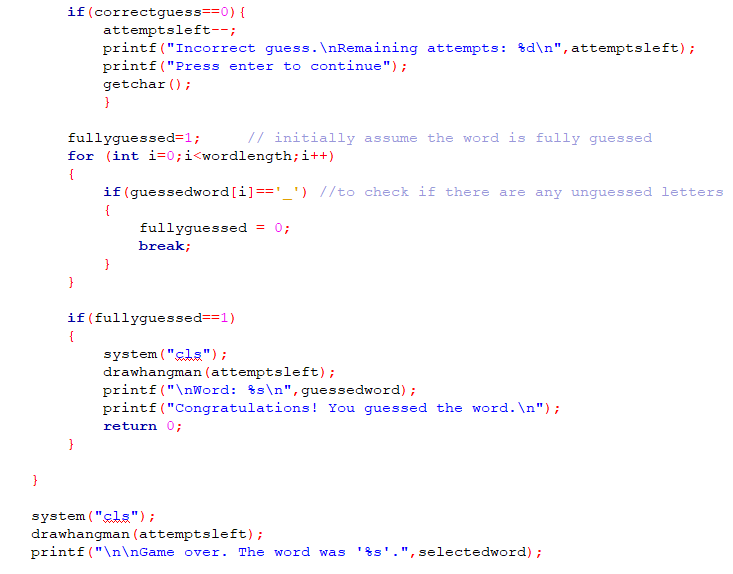 if(correctguess==0){
attemptsleft--;
printf("Incorrect guess.\nRemaining attempts: %d\n",attemptsleft);
printf("Press enter to continue");
getchar();
}
fullyguessed=1; // initially assume the word is fully guessed
for (int i=0;i<wordlength;i++)
{
if(guessedword[i]=='_') //to check if there are any unguessed letters
{
fullyguessed = 0;
break;
}
}
if(fullyguessed==1)
{
system("cls");
drawhangman(attemptsleft);
printf("\nWord: %s\n",guessedword);
printf("Congratulations! You guessed the word.\n");
return 0;
}
}
system("cls");
drawhangman(attemptsleft);
printf("\n\nGame over. The word was '%s'.",selectedword);